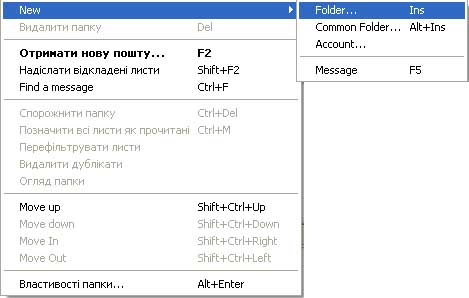 New
Видалити папку Del
Отримати нову пошту... F2
Надіслати відкладені листи Shift+F2
Find a message Ctrl+F
Спорожнити папку Ctrl+Del
Позначити всі листи як прочитані Ctrl+M
Перефільтрувати листи
Видалити дублікати
Огляд папки
Move up Shift+Ctrl+Up
Move down Shift+Ctrl+Down
Move In Shift+Ctrl+Right
Move Out Shift+Ctrl+Left
Властивості папки... Alt+Enter
Folder... Ins
Common Folder... Alt+Ins
Account...
Message F5